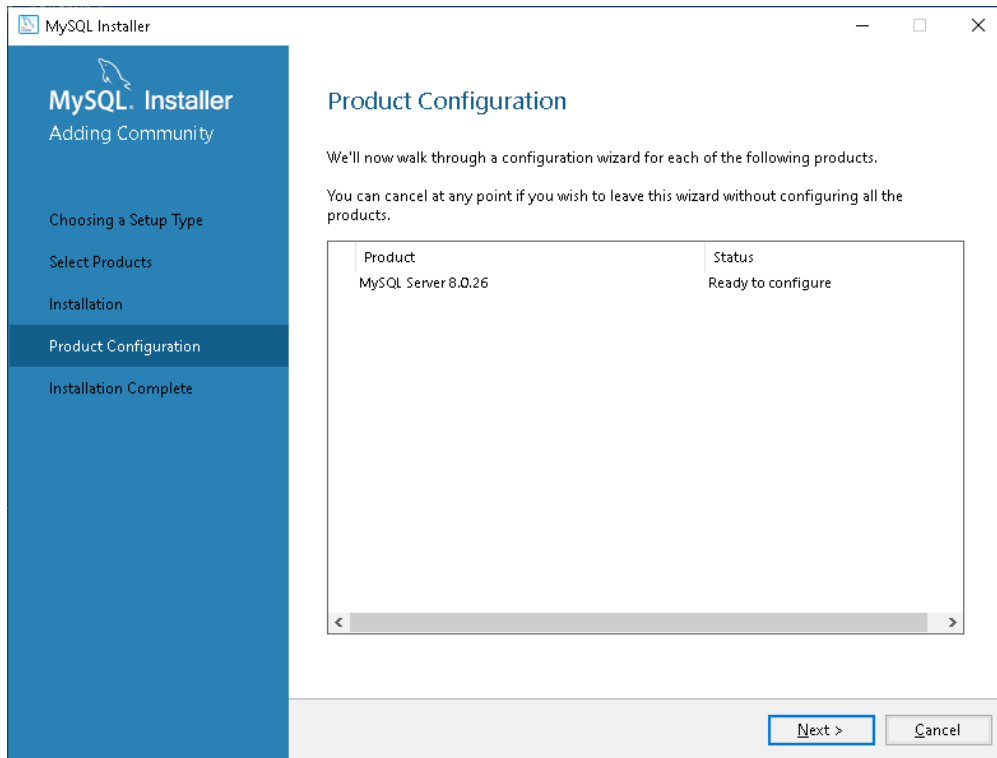 MySQL Installer
MySQL. Installer
Adding Community
Choosing a Setup Type
Select Products
Installation
Product Configuration
Installation Complete
Product Configuration
We'll now walk through a configuration wizard for each of the following products.
You can cancel at any point if you wish to leave this wizard without configuring all the
products.
Product Status
MySQL Server 8.0.26 Ready to configure
Next >
Cancel